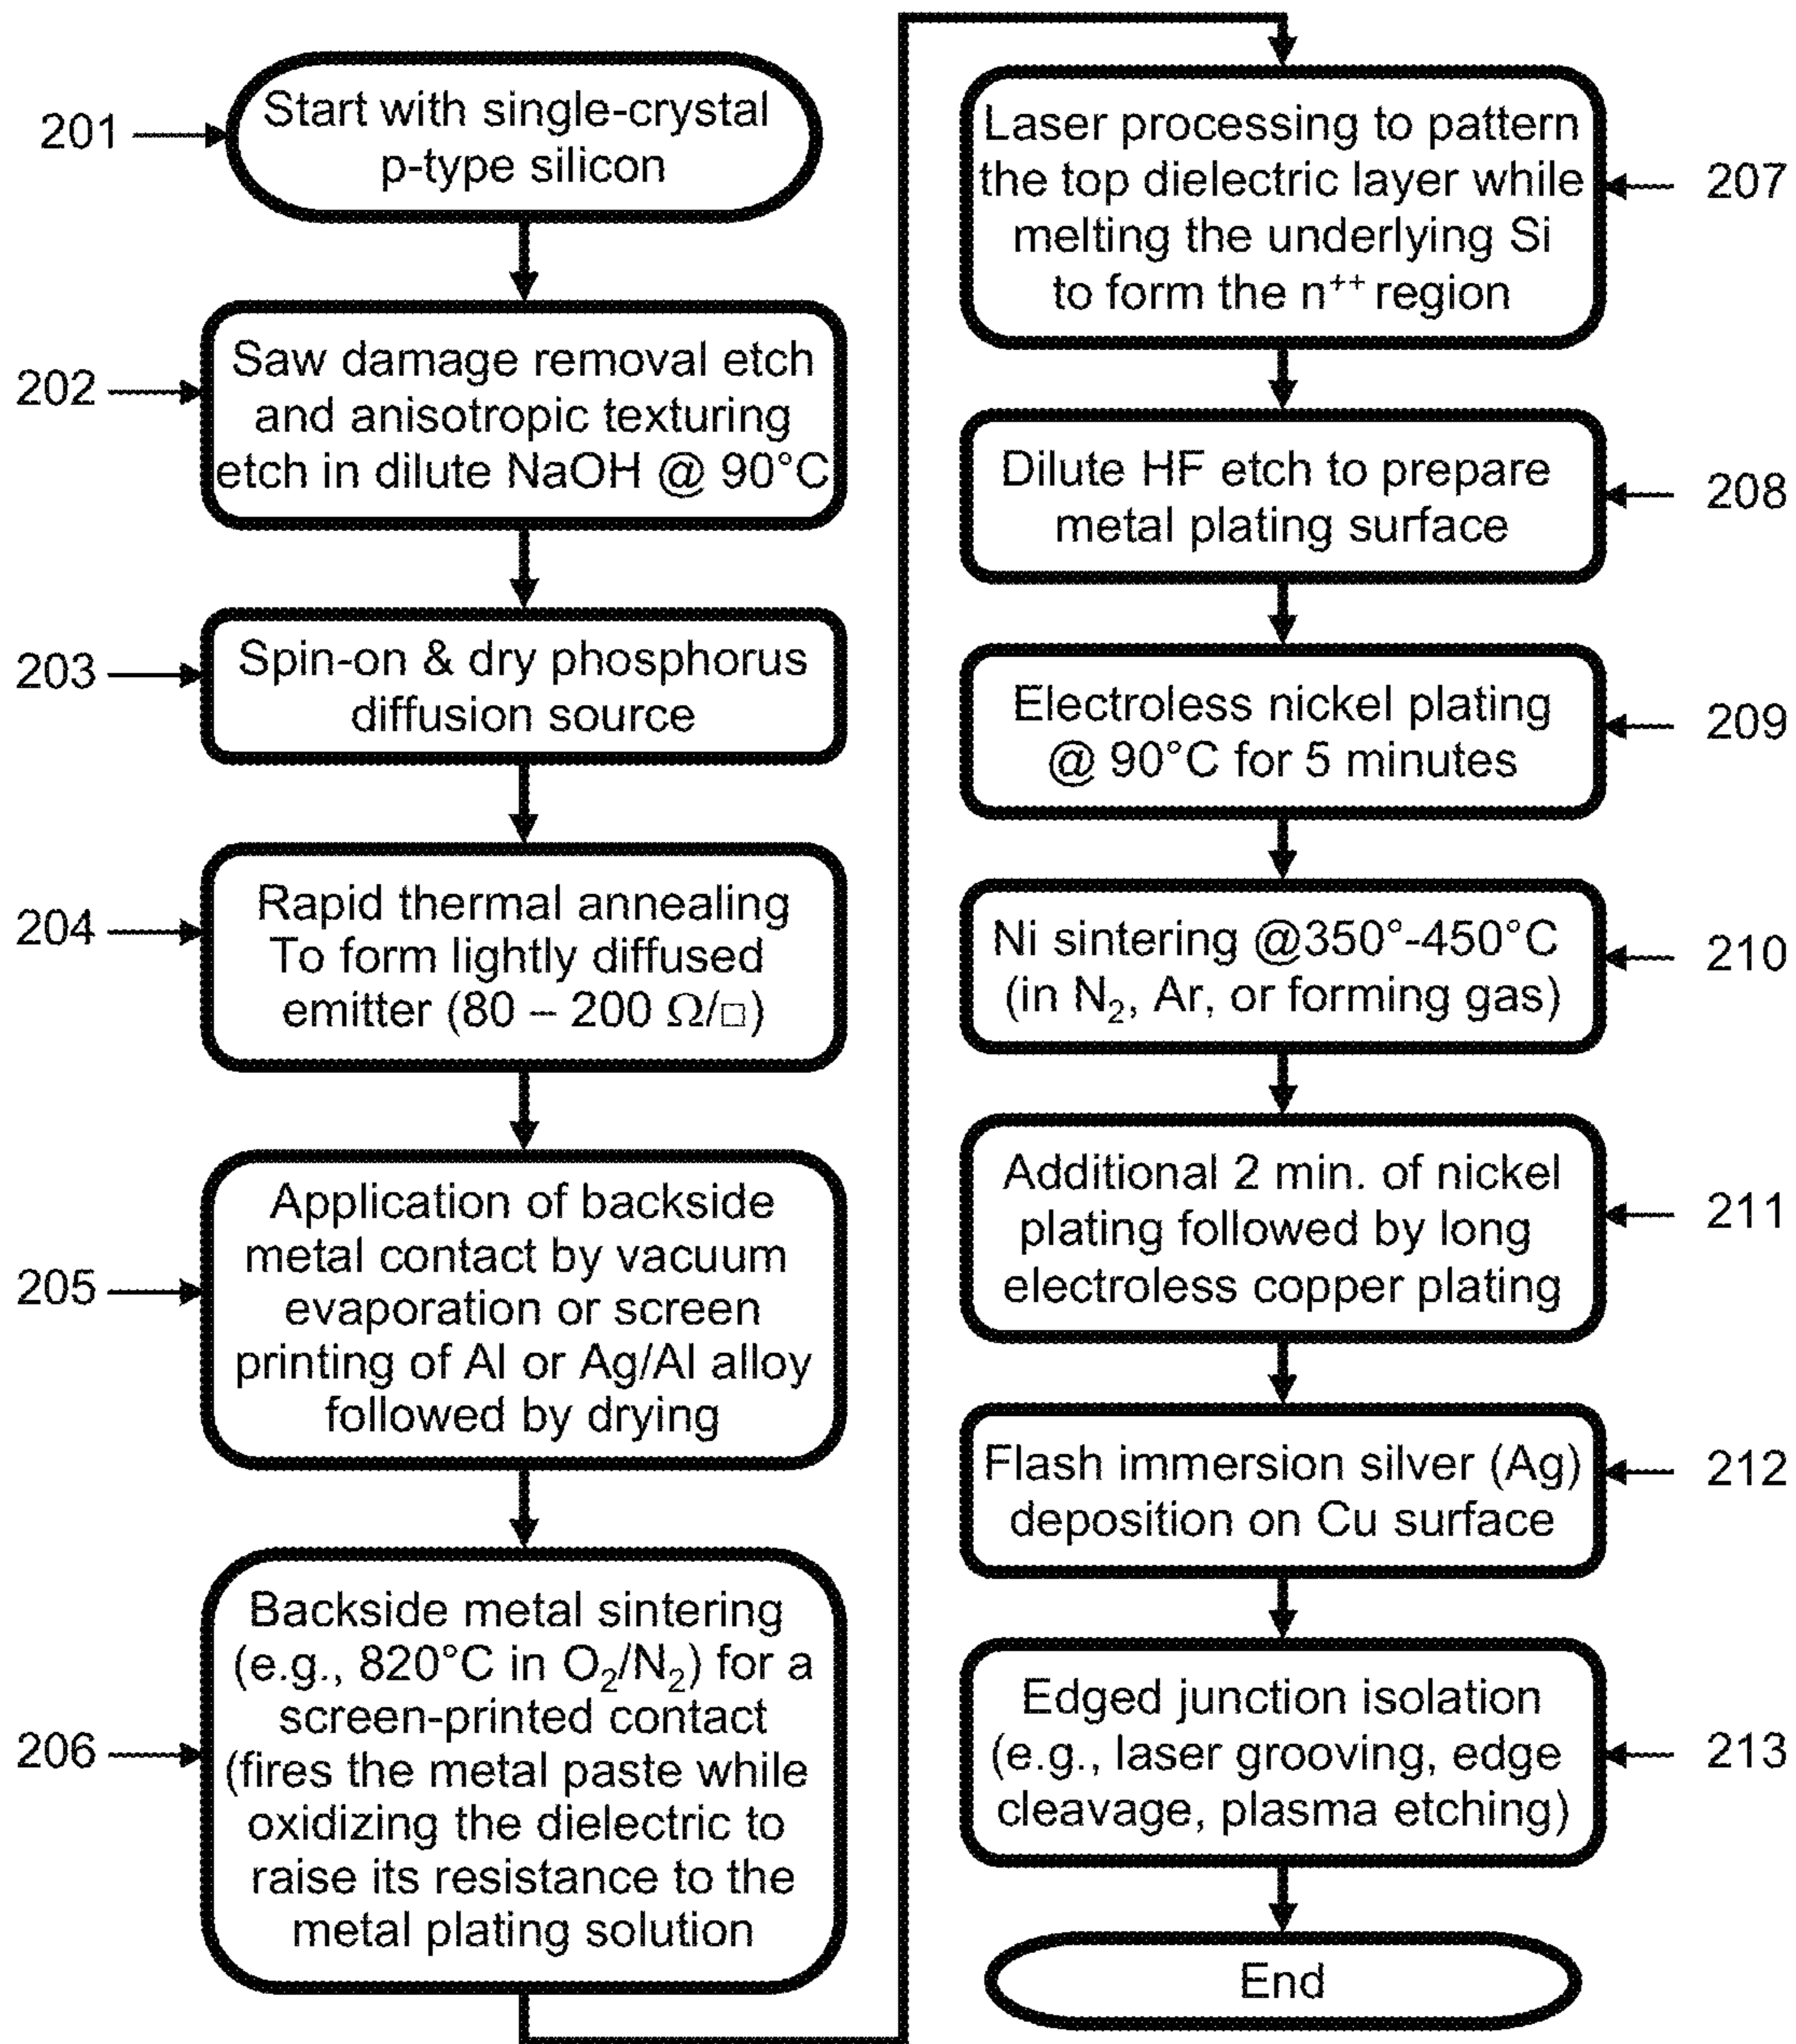 201
Start with single-crystal
p-type silicon
202
Saw damage removal etch
and anisotropic texturing
etch in dilute NaOH @ 90°C
203
Spin-on & dry phosphorus
diffusion source
204
Rapid thermal annealing
To form lightly diffused
emitter (80 – 200 Ω/□)
205
Application of backside
metal contact by vacuum
evaporation or screen
printing of Al or Ag/Al alloy
followed by drying
206
Backside metal sintering
(e.g., 820°C in O₂/N₂) for a
screen-printed contact
(fires the metal paste while
oxidizing the dielectric to
raise its resistance to the
metal plating solution
Laser processing to pattern
the top dielectric layer while
melting the underlying Si
to form the n⁺⁺ region
207
Dilute HF etch to prepare
metal plating surface
208
Electroless nickel plating
@ 90°C for 5 minutes
209
Ni sintering @350°-450°C
(in N₂, Ar, or forming gas)
210
Additional 2 min. of nickel
plating followed by long
electroless copper plating
211
Flash immersion silver (Ag)
deposition on Cu surface
212
Edged junction isolation
(e.g., laser grooving, edge
cleavage, plasma etching)
213
End